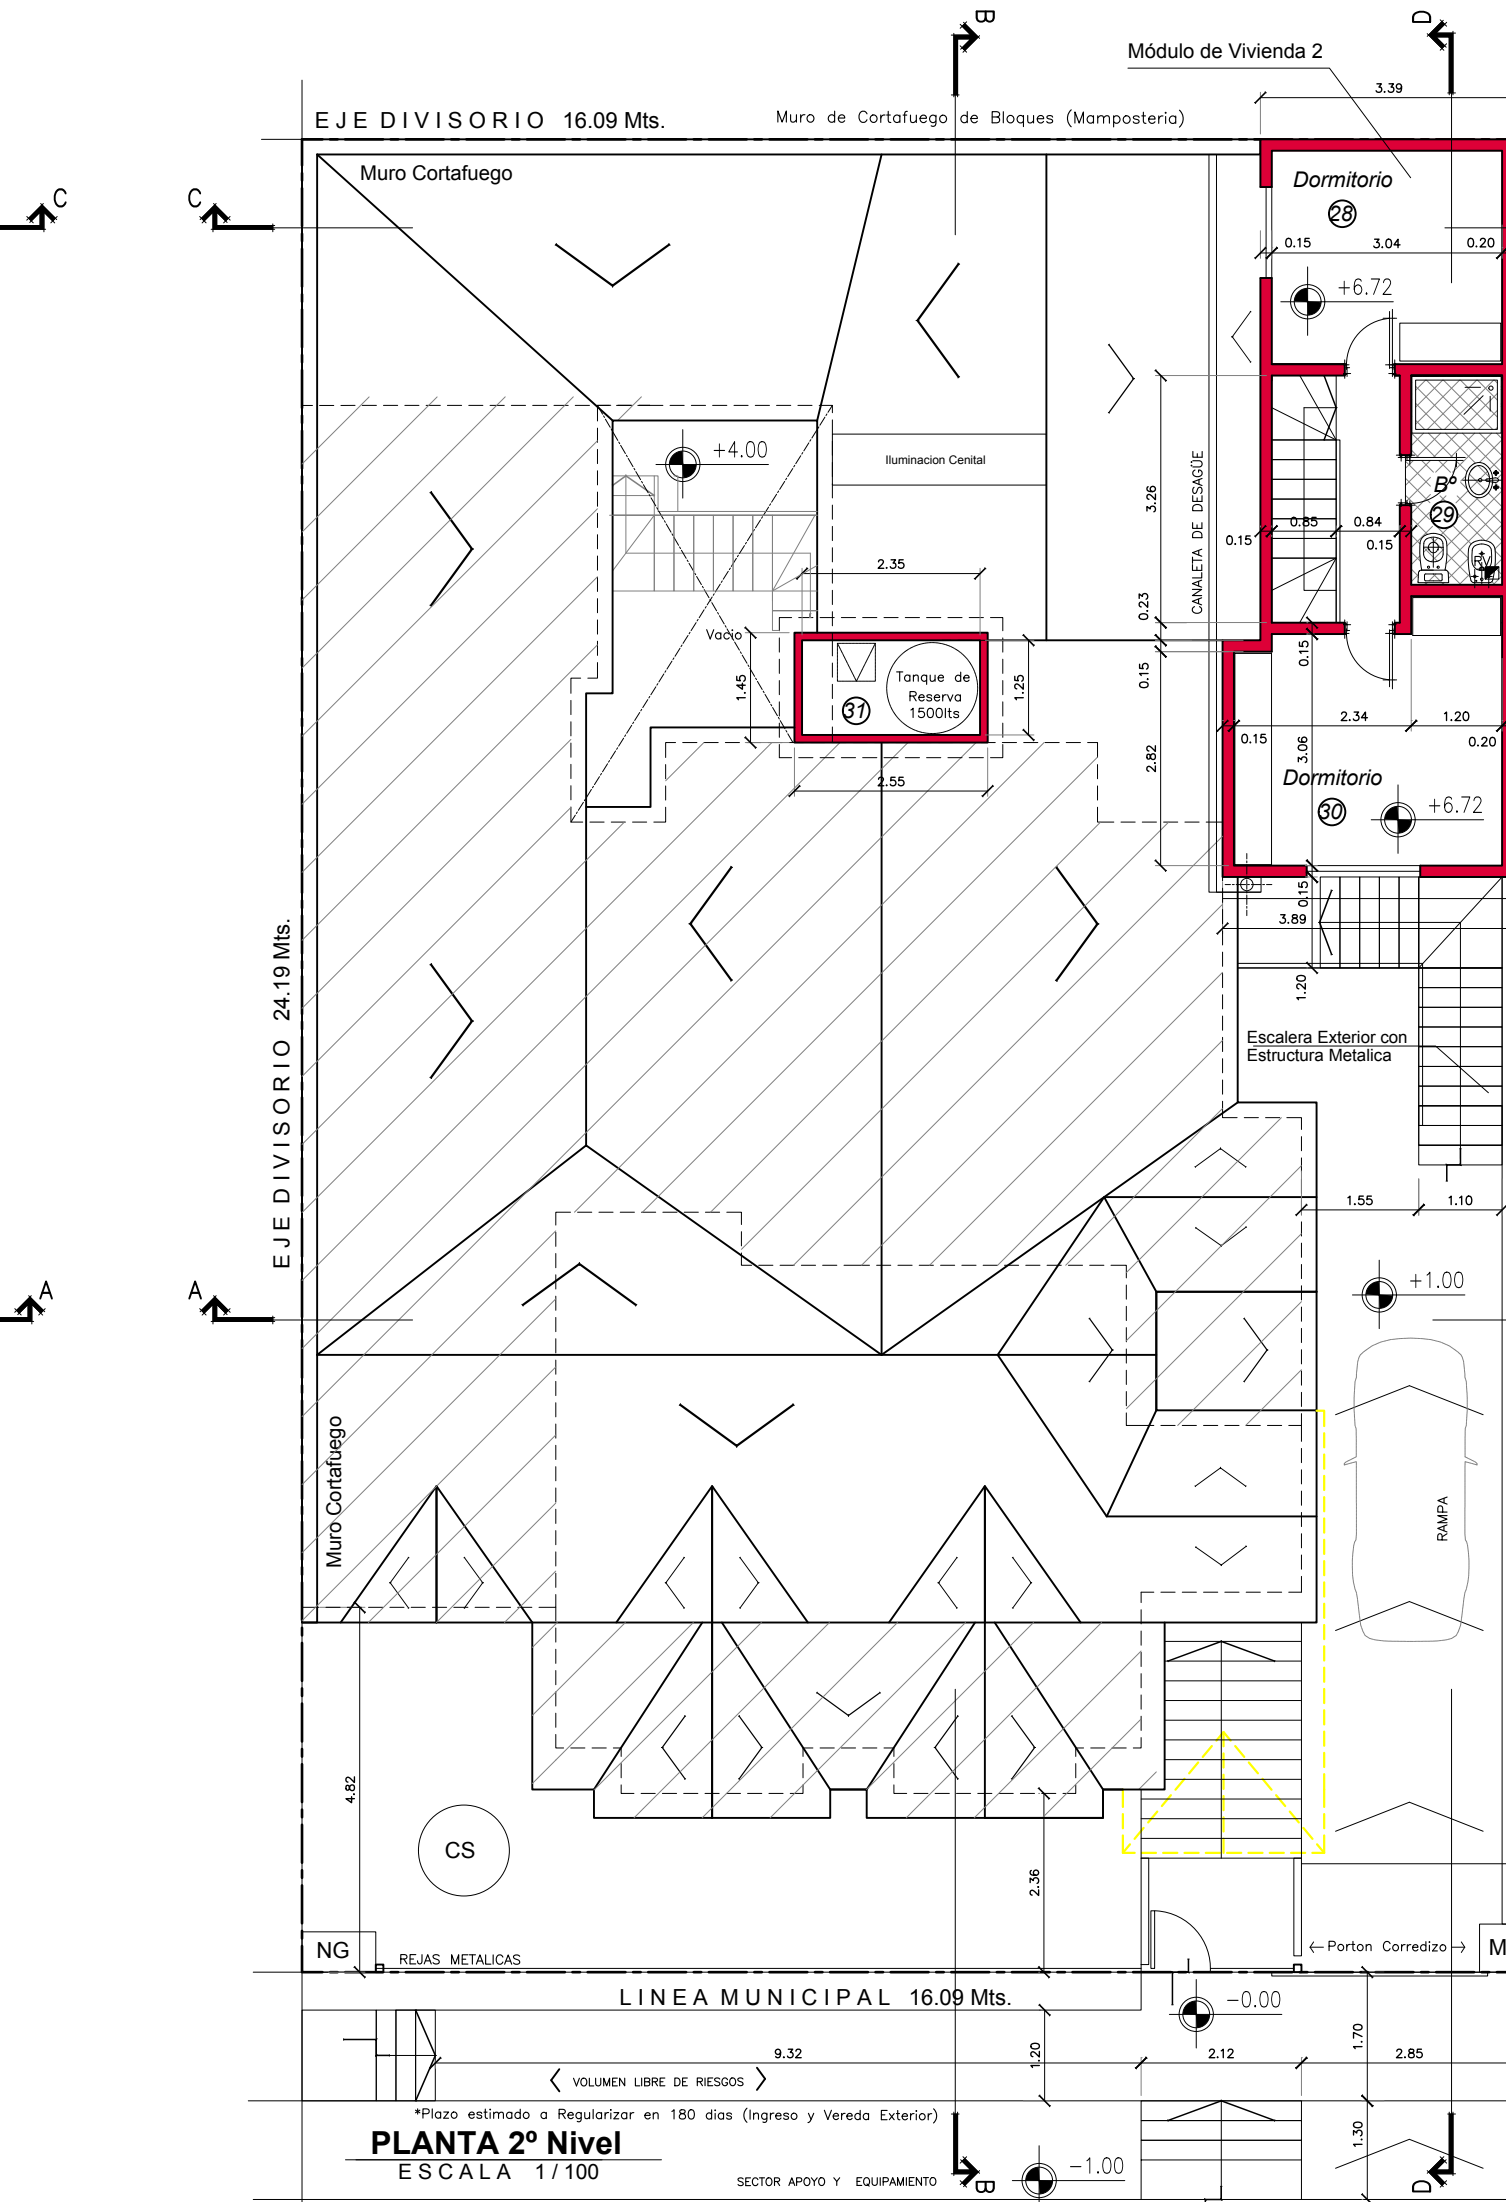 B
D
Módulo de Vivienda 2
3.39
EJE DIVISORIO 16.09 Mts.
Muro de Cortafuego de Bloques (Mamposteria)
Muro Cortafuego
Dormitorio
28
C
C
0.15
3.04
0.20
+6.72
+4.00
Iluminacion Cenital
3.26
CANALETA DE DESAGÜE
Bº
29
0.85
0.84
0.15
0.15
2.35
0.23
Vacio
1.45
31
Tanque de
Reserva
1500lts
1.25
0.15
0.15
2.34
1.20
0.15
0.20
3.06
2.82
2.55
Dormitorio
30
+6.72
0.15
3.89
1.20
EJE DIVISORIO 24.19 Mts.
Escalera Exterior con
Estructura Metalica
1.55
1.10
A
A
+1.00
Muro Cortafuego
RAMPA
4.82
CS
2.36
NG
REJAS METALICAS
Porton Corredizo
M
LINEA MUNICIPAL 16.09 Mts.
-0.00
9.32
1.20
2.12
1.70
2.85
VOLUMEN LIBRE DE RIESGOS
*Plazo estimado a Regularizar en 180 dias (Ingreso y Vereda Exterior)
PLANTA 2º Nivel
ESCALA 1/100
SECTOR APOYO Y EQUIPAMIENTO
B
-1.00
1.30
D